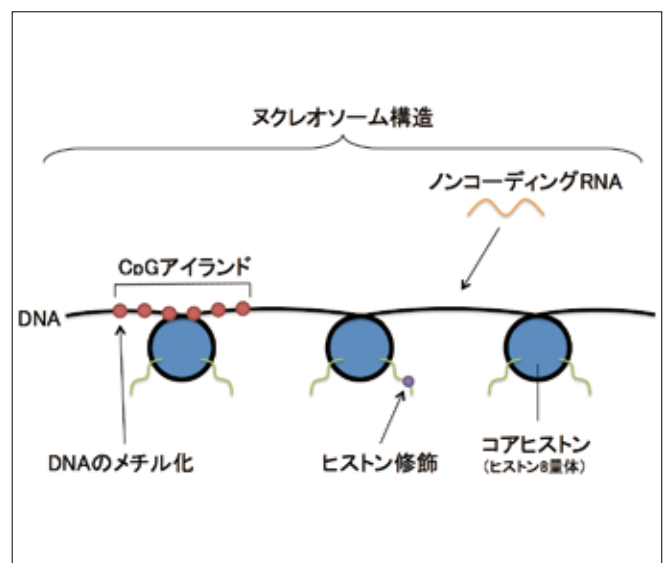 ヌクレオソーム構造
ノンコーディングRNA
CpGアイランド
DNA
DNAのメチル化
ヒストン修飾
コアヒストン
(ヒストン8量体)